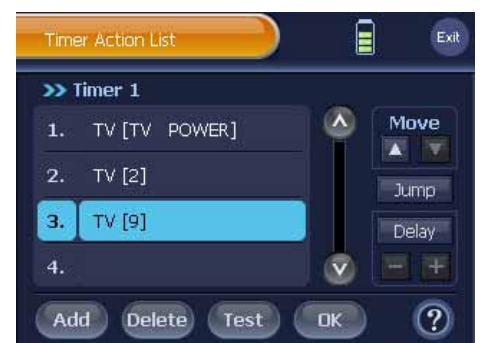 Timer Action List
Exit
>> Timer 1
1. TV [TV POWER]
2. TV [2]
3. TV [9]
4.
Move
Jump
Delay
- +
Add Delete Test OK ?